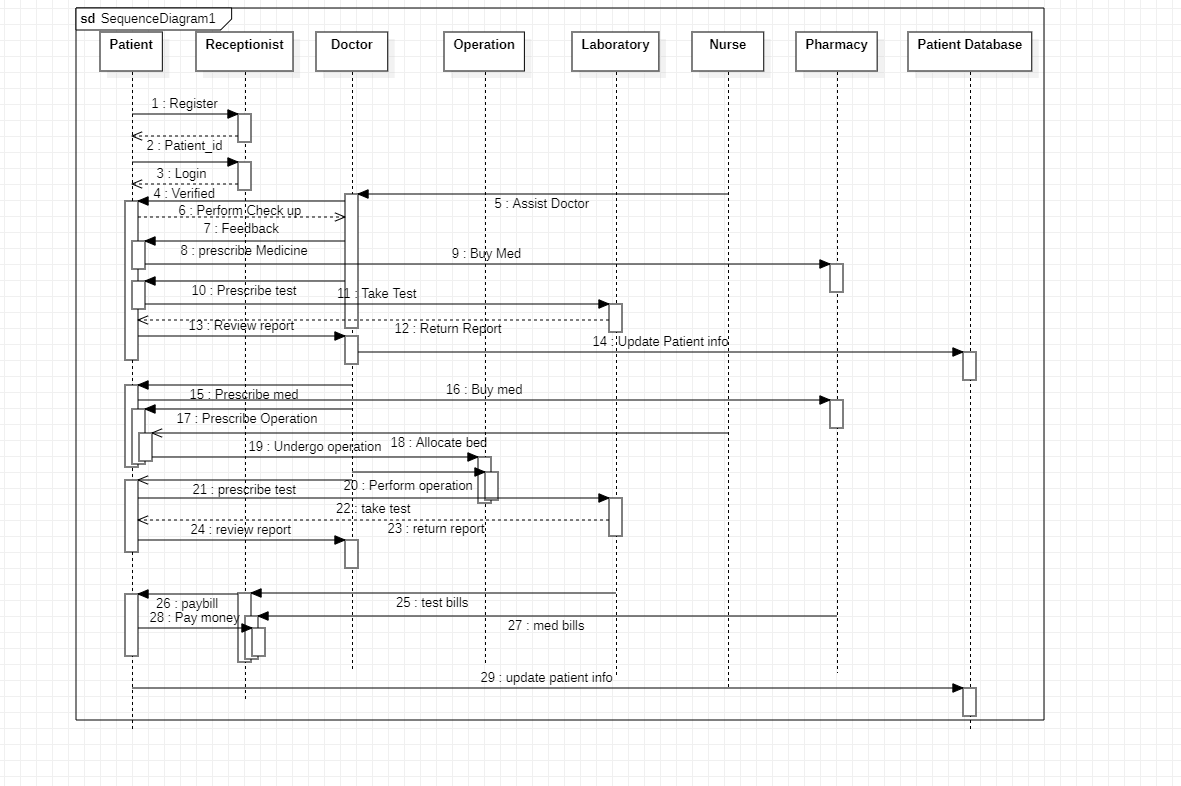 sd SequenceDiagram1
Patient
Receptionist
Doctor
Operation
Laboratory
Nurse
Pharmacy
Patient Database
1 : Register
2 : Patient_id
3 : Login
4 : Verified
5 : Assist Doctor
6 : Perform Check up
7 : Feedback
8 : prescribe Medicine
9 : Buy Med
10 : Prescribe test
11 : Take Test
12 : Return Report
13 : Review report
14 : Update Patient info
15 : Prescribe med
16 : Buy med
17 : Prescribe Operation
18 : Allocate bed
19 : Undergo operation
20 : Perform operation
21 : prescribe test
22 : take test
23 : return report
24 : review report
25 : test bills
26 : paybill
27 : med bills
28 : Pay money
29 : update patient info